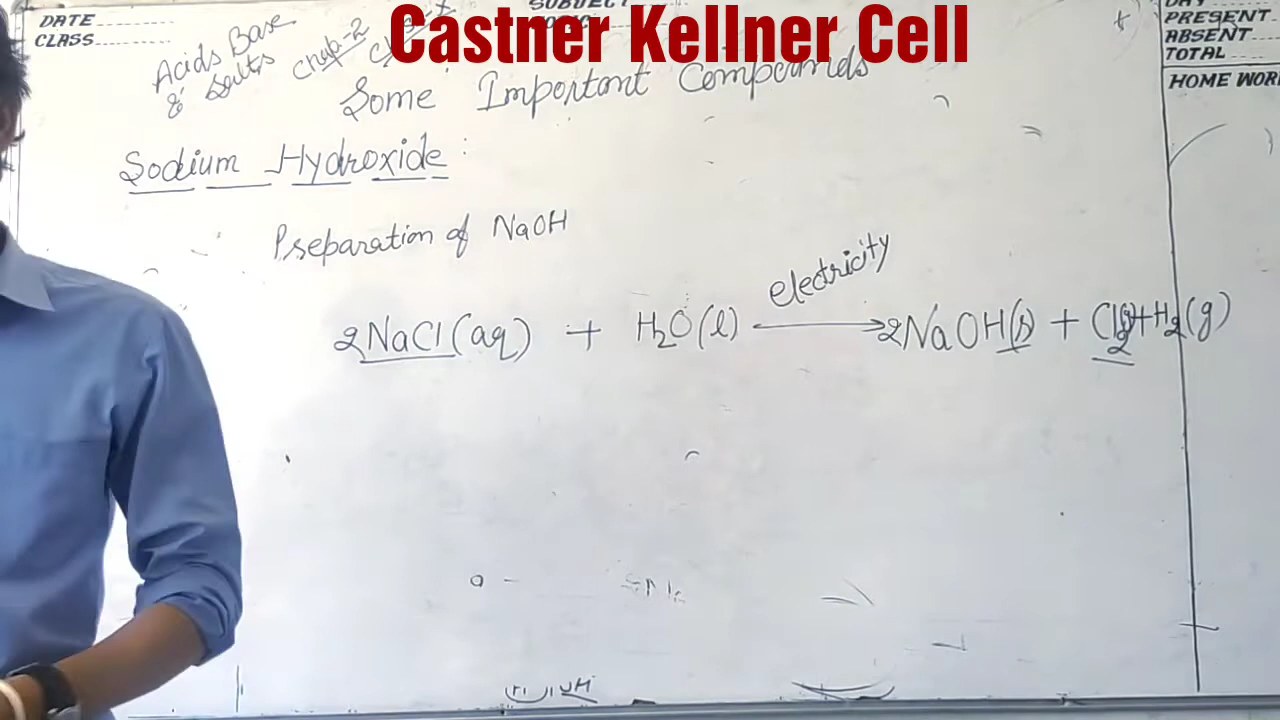 Castner Kellner Cell
DATE
CLASS
PRESENT
ABSENT
TOTAL
HOME WOR
Acids Base
& Salts Chap-2
Some Important Compounds
Sodium Hydroxide :
Preparation of NaOH
electricity
2NaCl(aq) + H₂O(l) → 2NaOH(s) + Cl₂(g)+H₂(g)